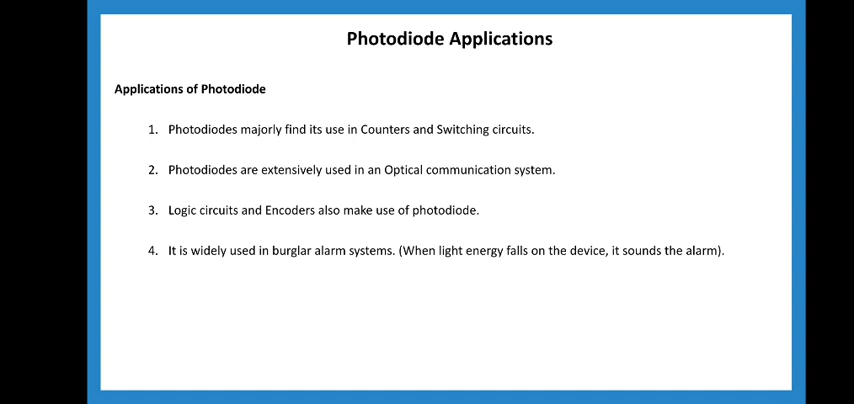 Photodiode Applications
Applications of Photodiode
1. Photodiodes majorly find its use in Counters and Switching circuits.
2. Photodiodes are extensively used in an Optical communication system.
3. Logic circuits and Encoders also make use of photodiode.
4. It is widely used in burglar alarm systems. (When light energy falls on the device, it sounds the alarm).